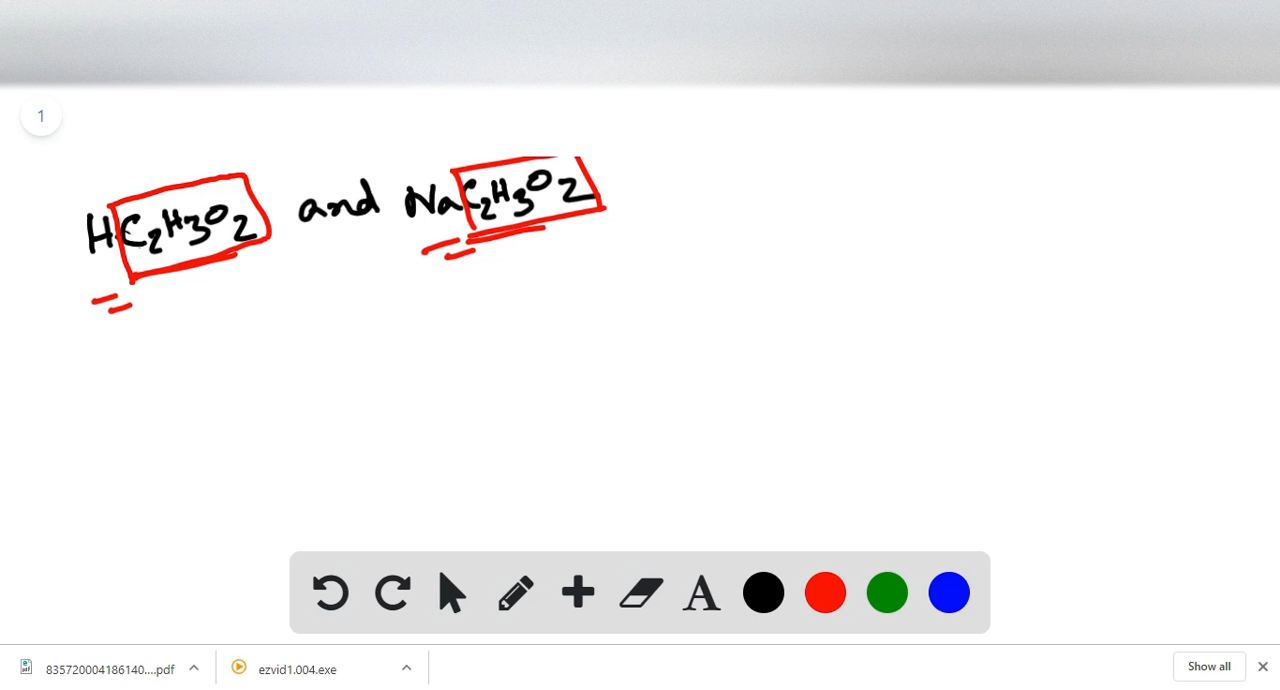 1
HC2H3O2 and NaC2H3O2
A
835720004186140....pdf
ezvid1.004.exe
Show all